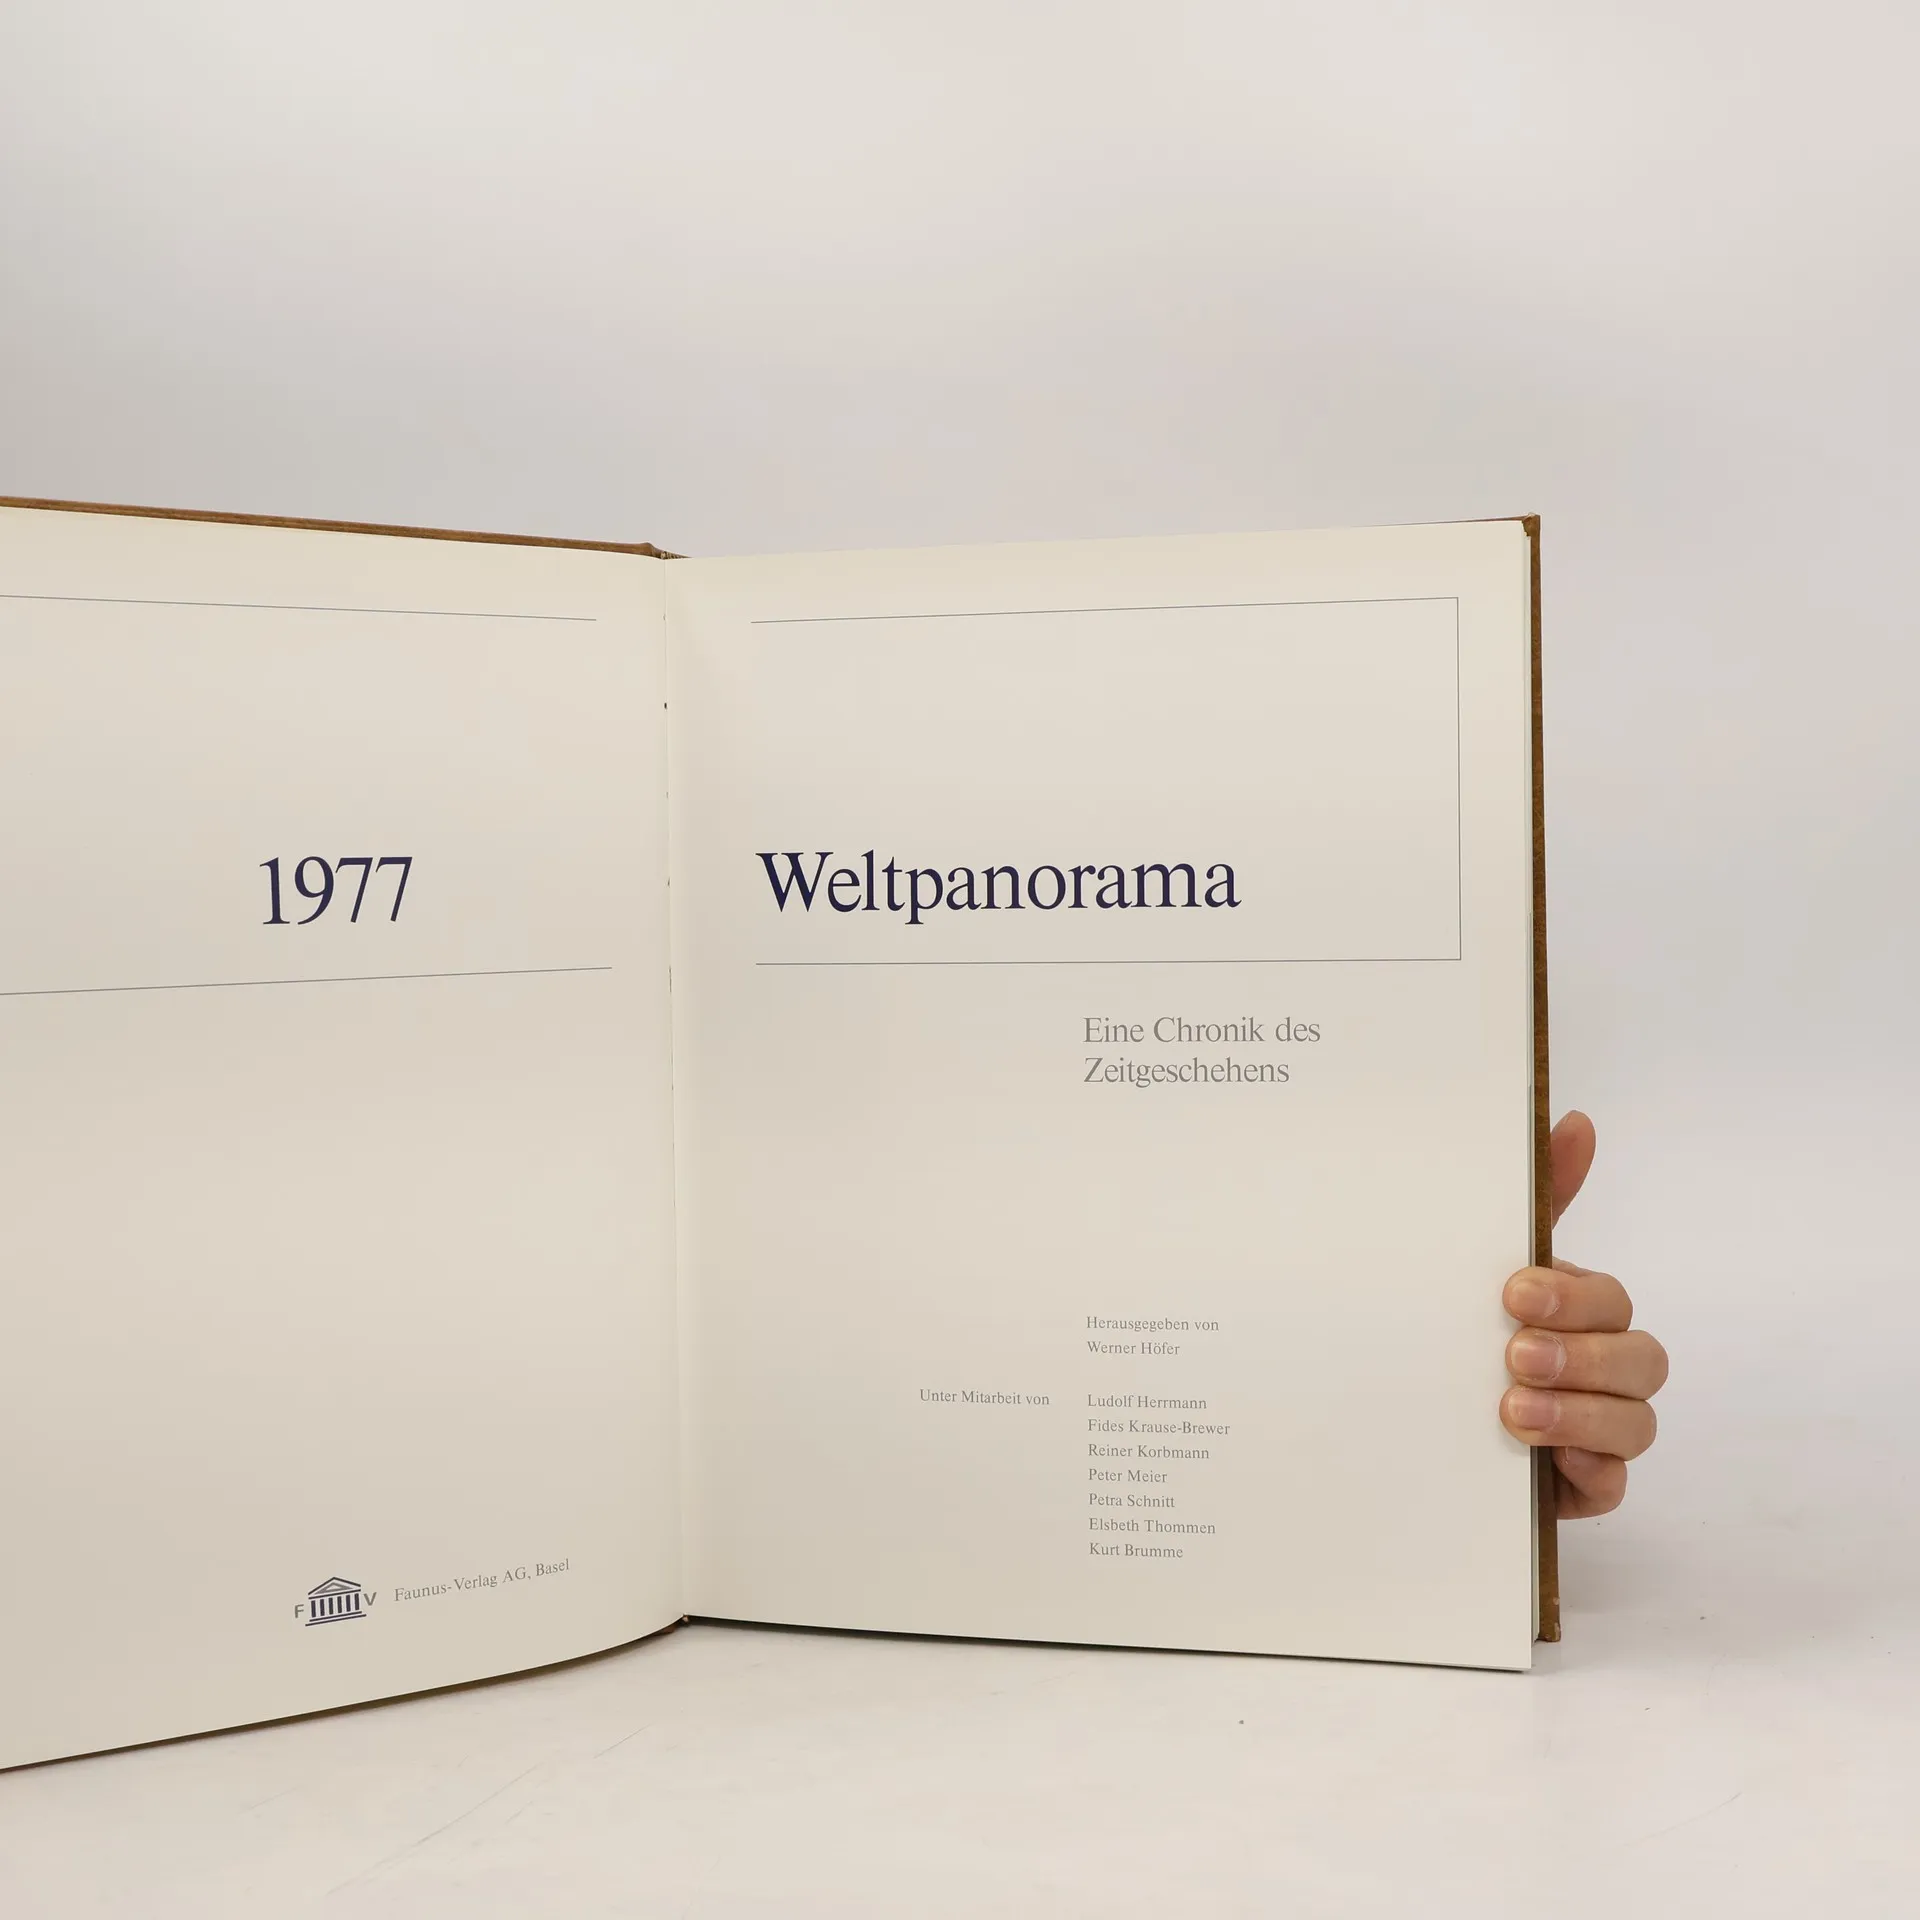 1977
F V Faunus-Verlag AG, Basel
Weltpanorama
Eine Chronik des
Zeitgeschehens
Herausgegeben von
Werner Höfer
Unter Mitarbeit von Ludolf Herrmann
Fides Krause-Brewer
Reiner Korbmann
Peter Meier
Petra Schnitt
Elsbeth Thommen
Kurt Brumme